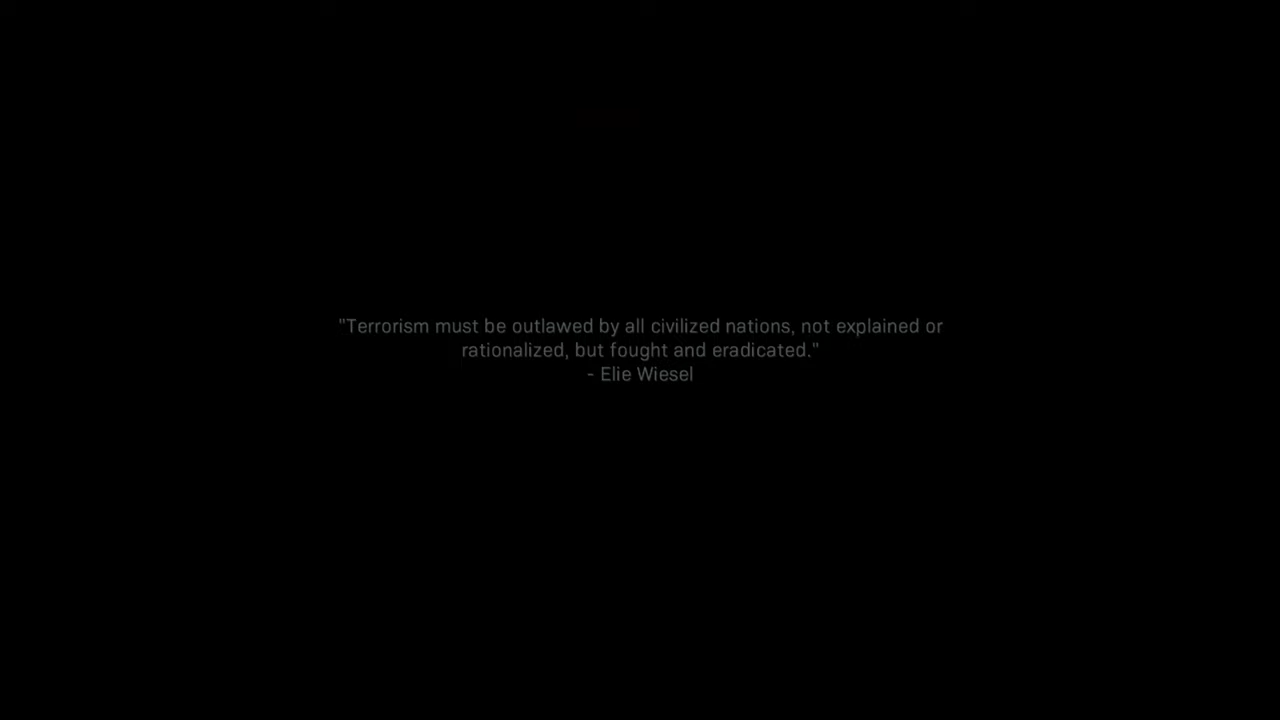 "Terrorism must be outlawed by all civilized nations, not explained or
rationalized, but fought and eradicated."
- Elie Wiesel